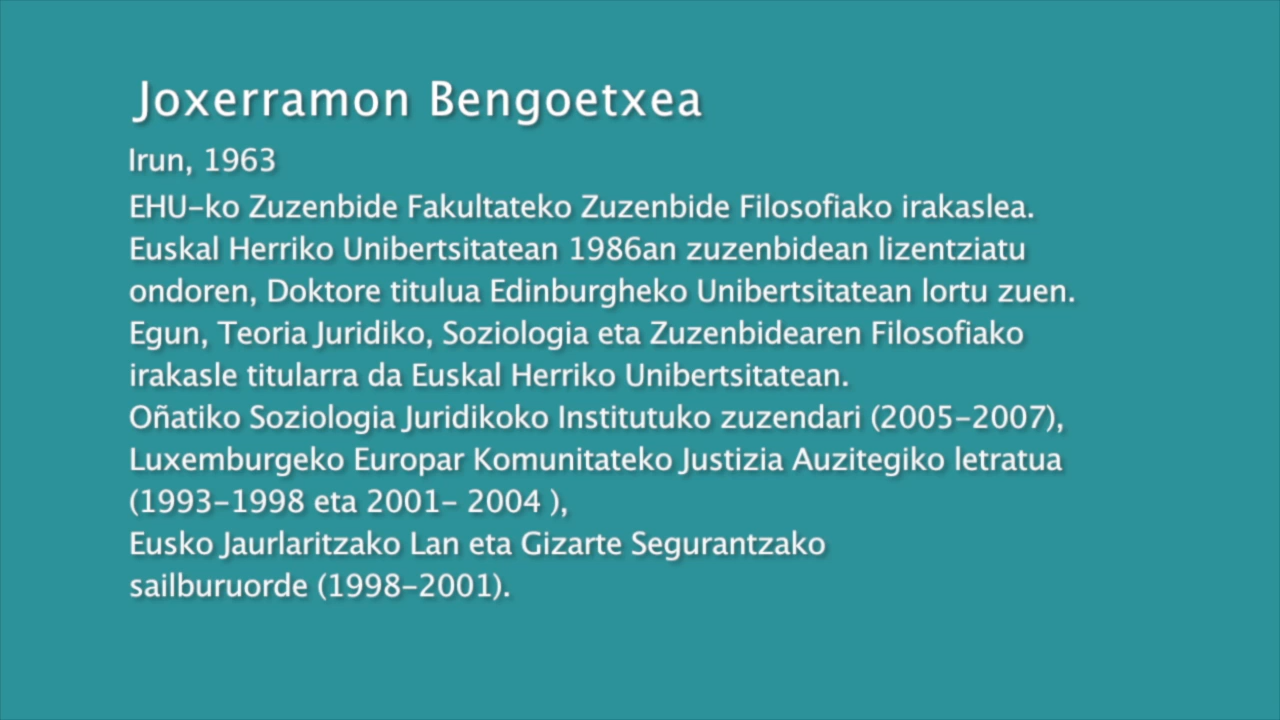 Joxerramon Bengoetxea
Irun, 1963
EHU-ko Zuzenbide Fakultateko Zuzenbide Filosofiako irakaslea.
Euskal Herriko Unibertsitatean 1986an zuzenbidean lizentziatu
ondoren, Doktore titulua Edinburgheko Unibertsitatean lortu zuen.
Egun, Teoria Juridiko, Soziologia eta Zuzenbidearen Filosofiako
irakasle titularra da Euskal Herriko Unibertsitatean.
Oñatiko Soziologia Juridikoko Institutuko zuzendari (2005-2007),
Luxemburgeko Europar Komunitateko Justizia Auzitegiko letratua
(1993-1998 eta 2001- 2004 ),
Eusko Jaurlaritzako Lan eta Gizarte Segurantzako
sailburuorde (1998-2001).